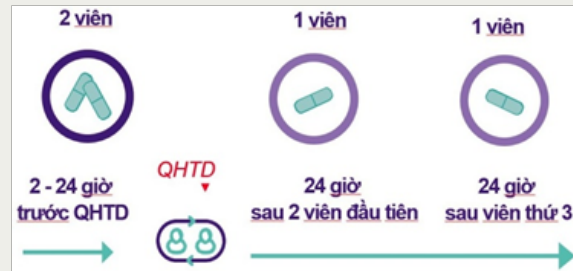 2 viên
1 viên
1 viên
QHTD
2 - 24 giờ
trước QHTD
24 giờ
sau 2 viên đầu tiên
24 giờ
sau viên thứ 3